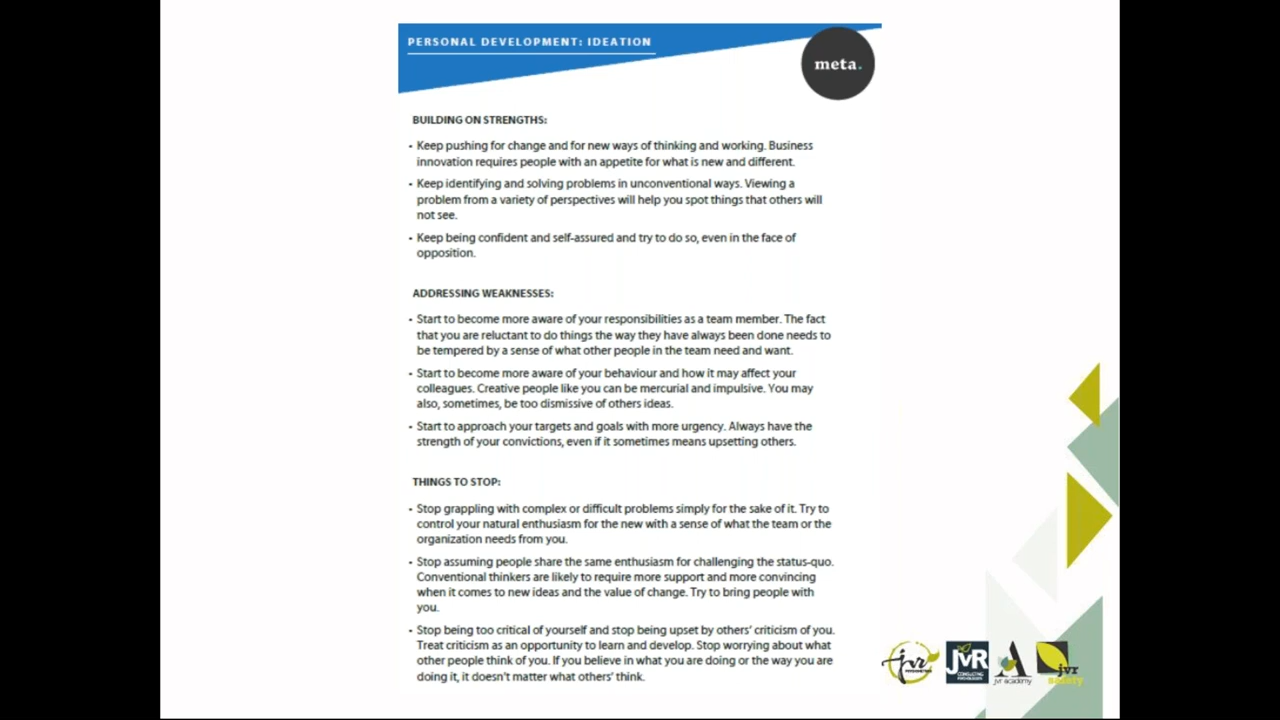 PERSONAL DEVELOPMENT: IDEATION
meta.
BUILDING ON STRENGTHS:
• Keep pushing for change and for new ways of thinking and working. Business
innovation requires people with an appetite for what is new and different.
• Keep identifying and solving problems in unconventional ways. Viewing a
problem from a variety of perspectives will help you spot things that others will
not see.
• Keep being confident and self-assured and try to do so, even in the face of
opposition.
ADDRESSING WEAKNESSES:
• Start to become more aware of your responsibilities as a team member. The fact
that you are reluctant to do things the way they have always been done needs to
be tempered by a sense of what other people in the team need and want.
• Start to become more aware of your behaviour and how it may affect your
colleagues. Creative people like you can be mercurial and impulsive. You may
also, sometimes, be too dismissive of others ideas.
• Start to approach your targets and goals with more urgency. Always have the
strength of your convictions, even if it sometimes means upsetting others.
THINGS TO STOP:
• Stop grappling with complex or difficult problems simply for the sake of it. Try to
control your natural enthusiasm for the new with a sense of what the team or the
organization needs from you.
• Stop assuming people share the same enthusiasm for challenging the status-quo.
Conventional thinkers are likely to require more support and more convincing
when it comes to new ideas and the value of change. Try to bring people with
you.
• Stop being too critical of yourself and stop being upset by others' criticism of you.
Treat criticism as an opportunity to learn and develop. Stop worrying about what
other people think of you. If you believe in what you are doing or the way you are
doing it, it doesn't matter what others' think.
jvr
JvR
jvr academy
jvr
safety